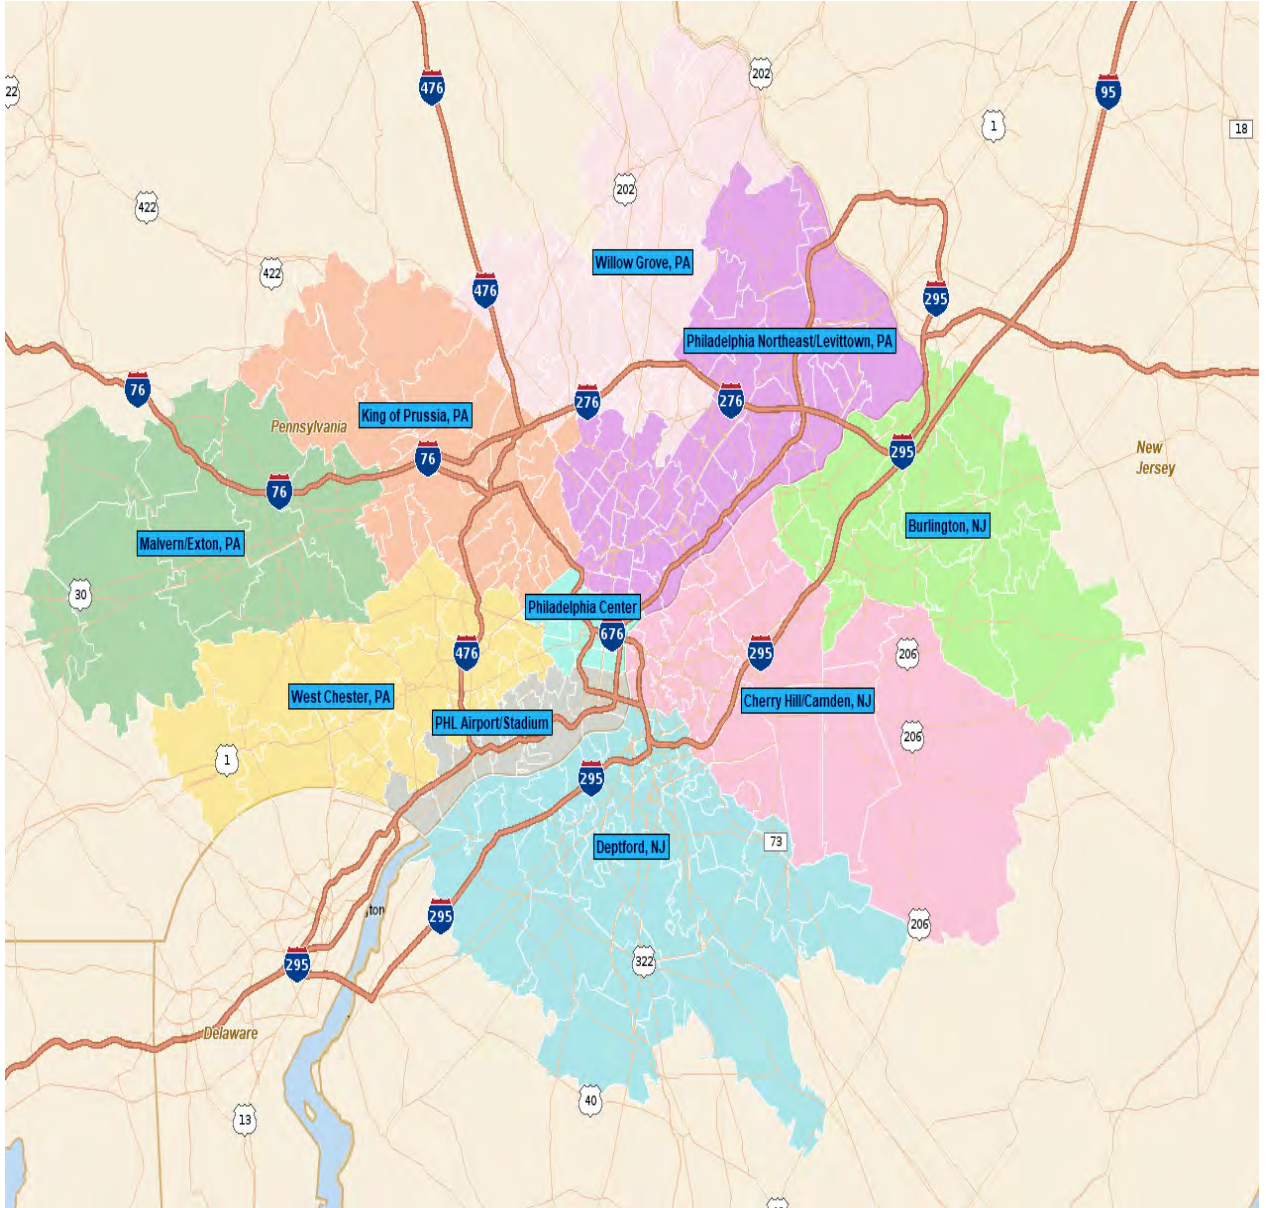 202
476
95
22
1
18
202
422
422
Willow Grove, PA
476
295
Philadelphia Northeast/Levittown, PA
76
276
276
King of Prussia, PA
Pennsylvania
76
295
New
Jersey
76
Burlington, NJ
Malvern/Exton, PA
30
Philadelphia Center
676
476
295
206
West Chester, PA
Cherry Hill/Camden, NJ
PHL Airport/Stadium
206
1
295
73
Deptford, NJ
295
206
295
322
Delaware
40
13